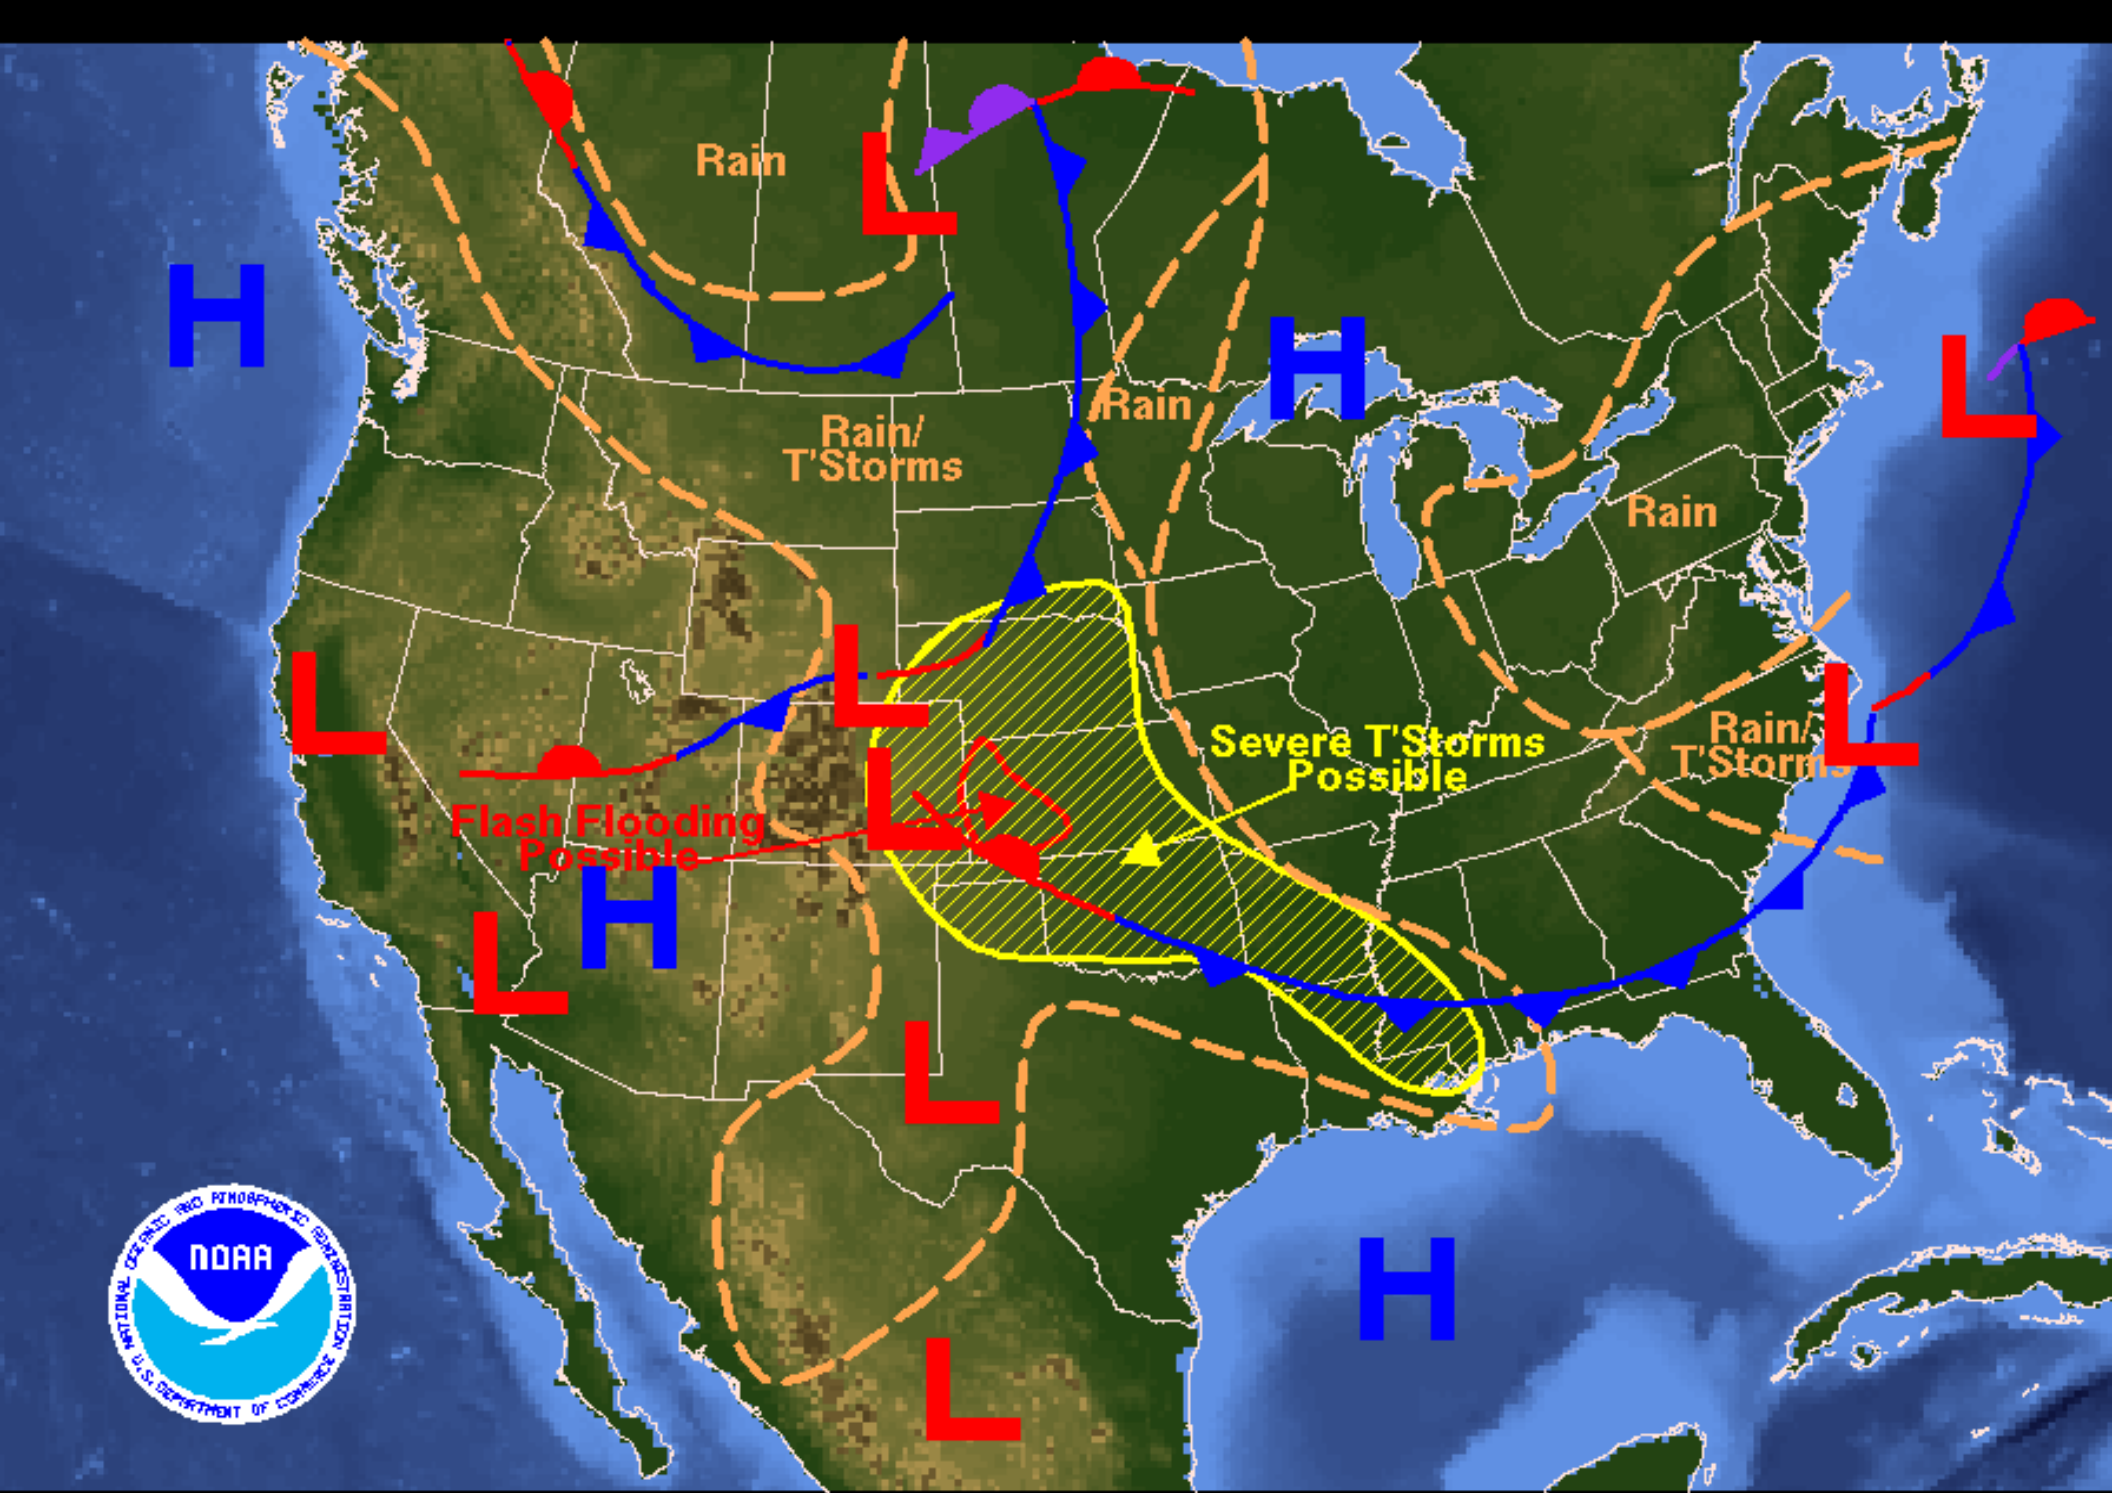 Rain
L
H
H
L
Rain
Rain/
T'Storms
Rain
L
L
L
Rain/
T'Storms
Severe T'Storms
Possible
L
Flash Flooding
Possible
H
L
L
H
L
NOAA
NATIONAL OCEANIC AND ATMOSPHERIC ADMINISTRATION
U.S. DEPARTMENT OF COMMERCE